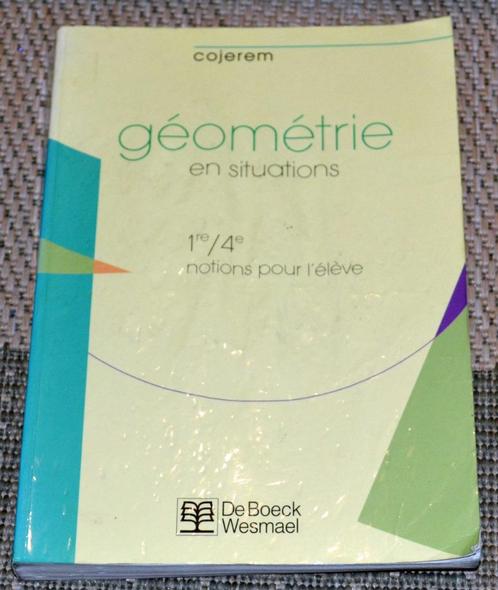 cojerem
géométrie
en situations
1re/4e
notions pour l'élève
De Boeck
Wesmael